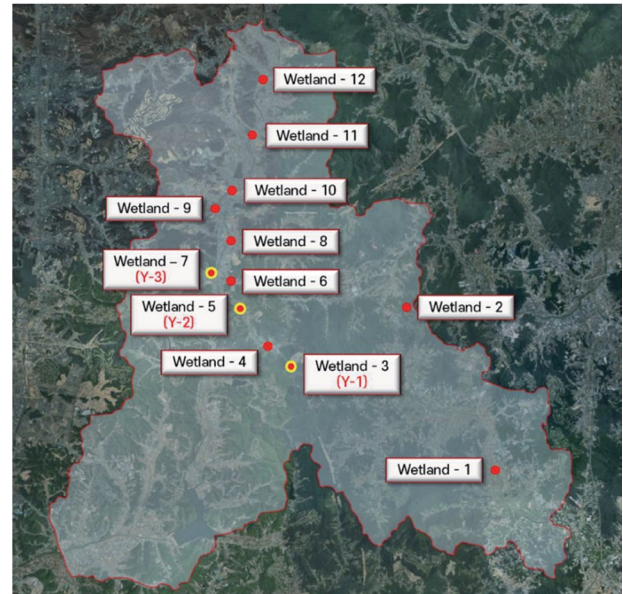 Wetland - 12
Wetland - 11
Wetland - 10
Wetland - 9
Wetland - 8
Wetland – 7
(Y-3)
Wetland - 6
Wetland - 5
(Y-2)
Wetland - 2
Wetland - 4
Wetland - 3
(Y-1)
Wetland - 1